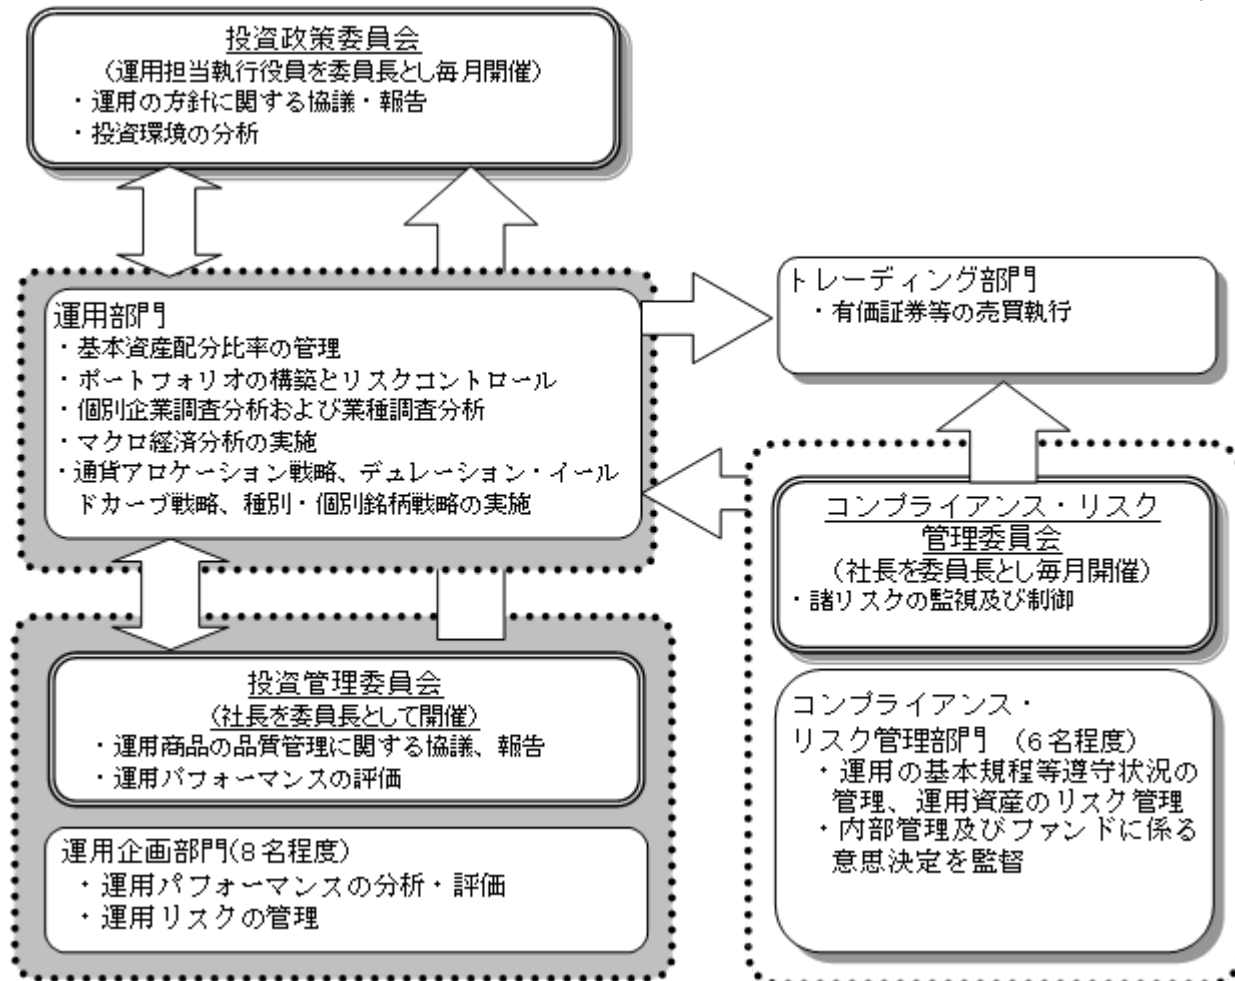 投資政策委員会
(運用担当執行役員を委員長とし毎月開催)
・運用の方針に関する協議・報告
・投資環境の分析
運用部門
・基本資産配分比率の管理
・ポートフォリオの構築とリスクコントロール
・個別企業調査分析および業種調査分析
・マクロ経済分析の実施
・通貨アロケーション戦略、デュレーション・イール
ドカーブ戦略、種別・個別銘柄戦略の実施
トレーディング部門
・有価証券等の売買執行
コンプライアンス・リスク
管理委員会
(社長を委員長とし毎月開催)
・諸リスクの監視及び制御
投資管理委員会
(社長を委員長として開催)
・運用商品の品質管理に関する協議、報告
・運用パフォーマンスの評価
運用企画部門(8名程度)
・運用パフォーマンスの分析・評価
・運用リスクの管理
コンプライアンス・
リスク管理部門 (6名程度)
・運用の基本規程等遵守状況の
管理、運用資産のリスク管理
・内部管理及びファンドに係る
意思決定を監督